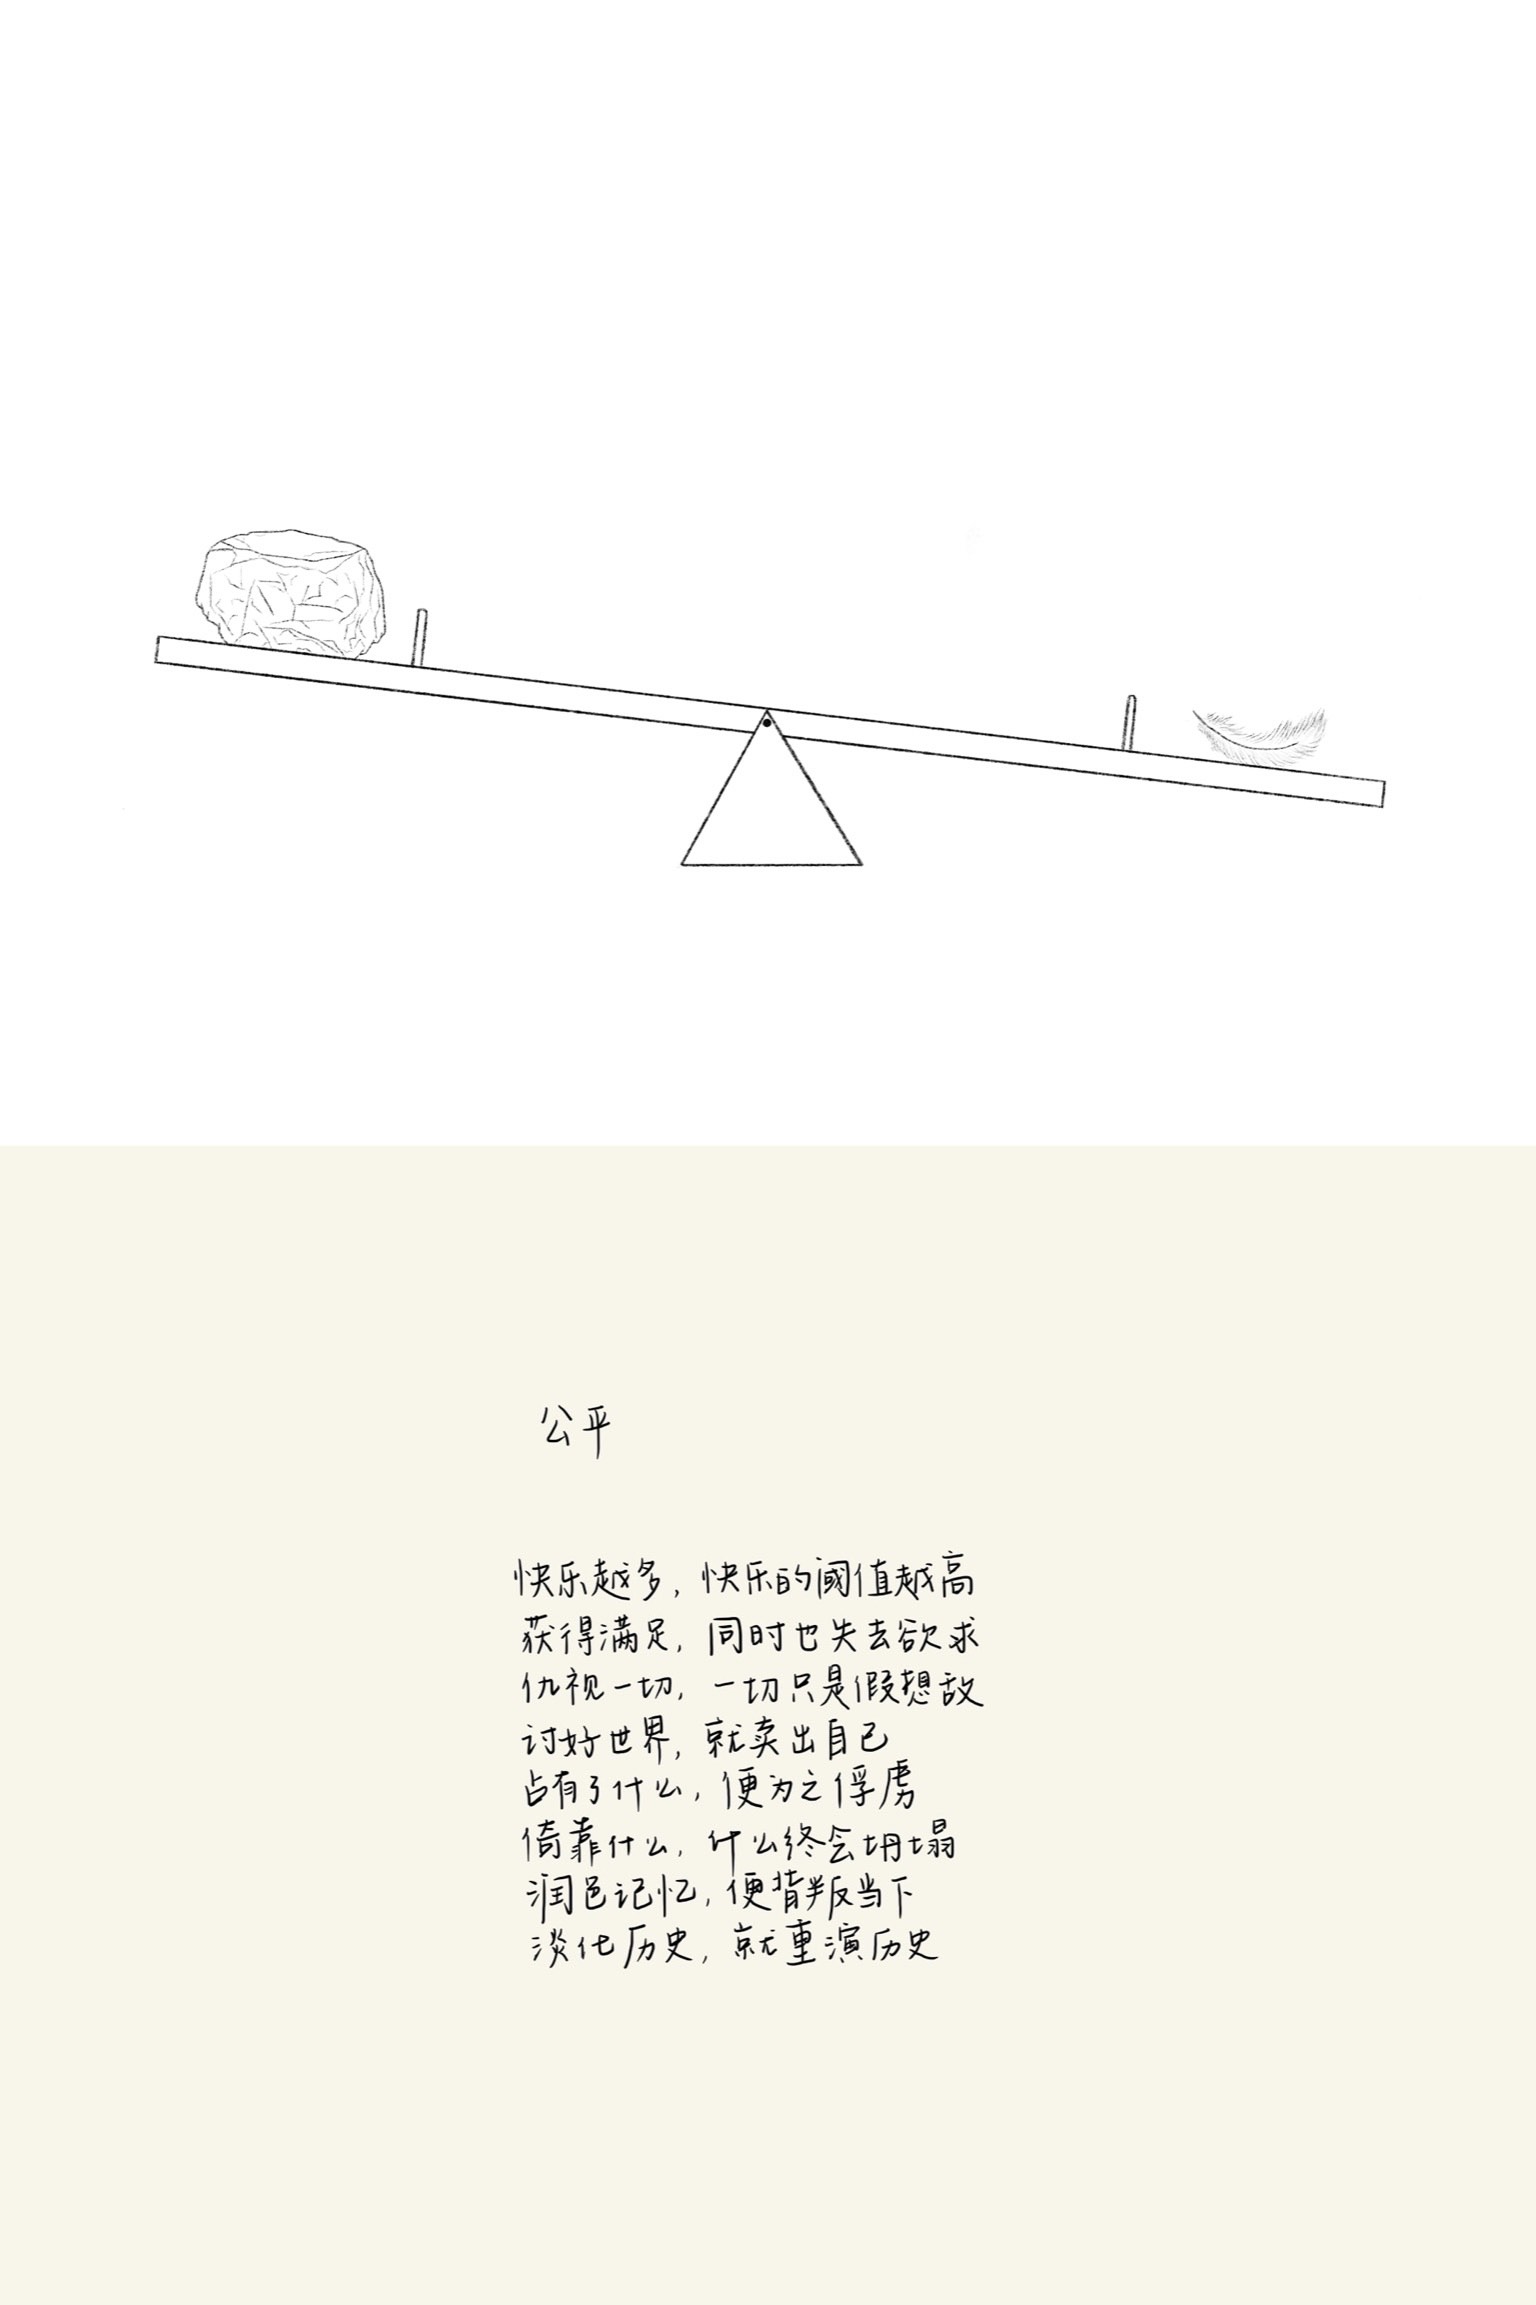 公平
快乐越多，快乐的阈值越高
获得满足，同时也失去欲求
仇视一切，一切只是假想敌
讨好世界，就卖出自己
占有了什么，便为之俘虏
倚靠什么，什么终会坍塌
润色记忆，便背叛当下
淡化历史，就重演历史